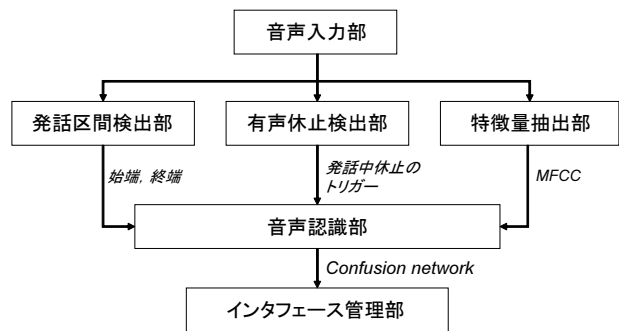 音声入力部
発話区間検出部
有声休止検出部
特徴量抽出部
始端, 終端
発話中休止の
トリガー
MFCC
音声認識部
Confusion network
インタフェース管理部